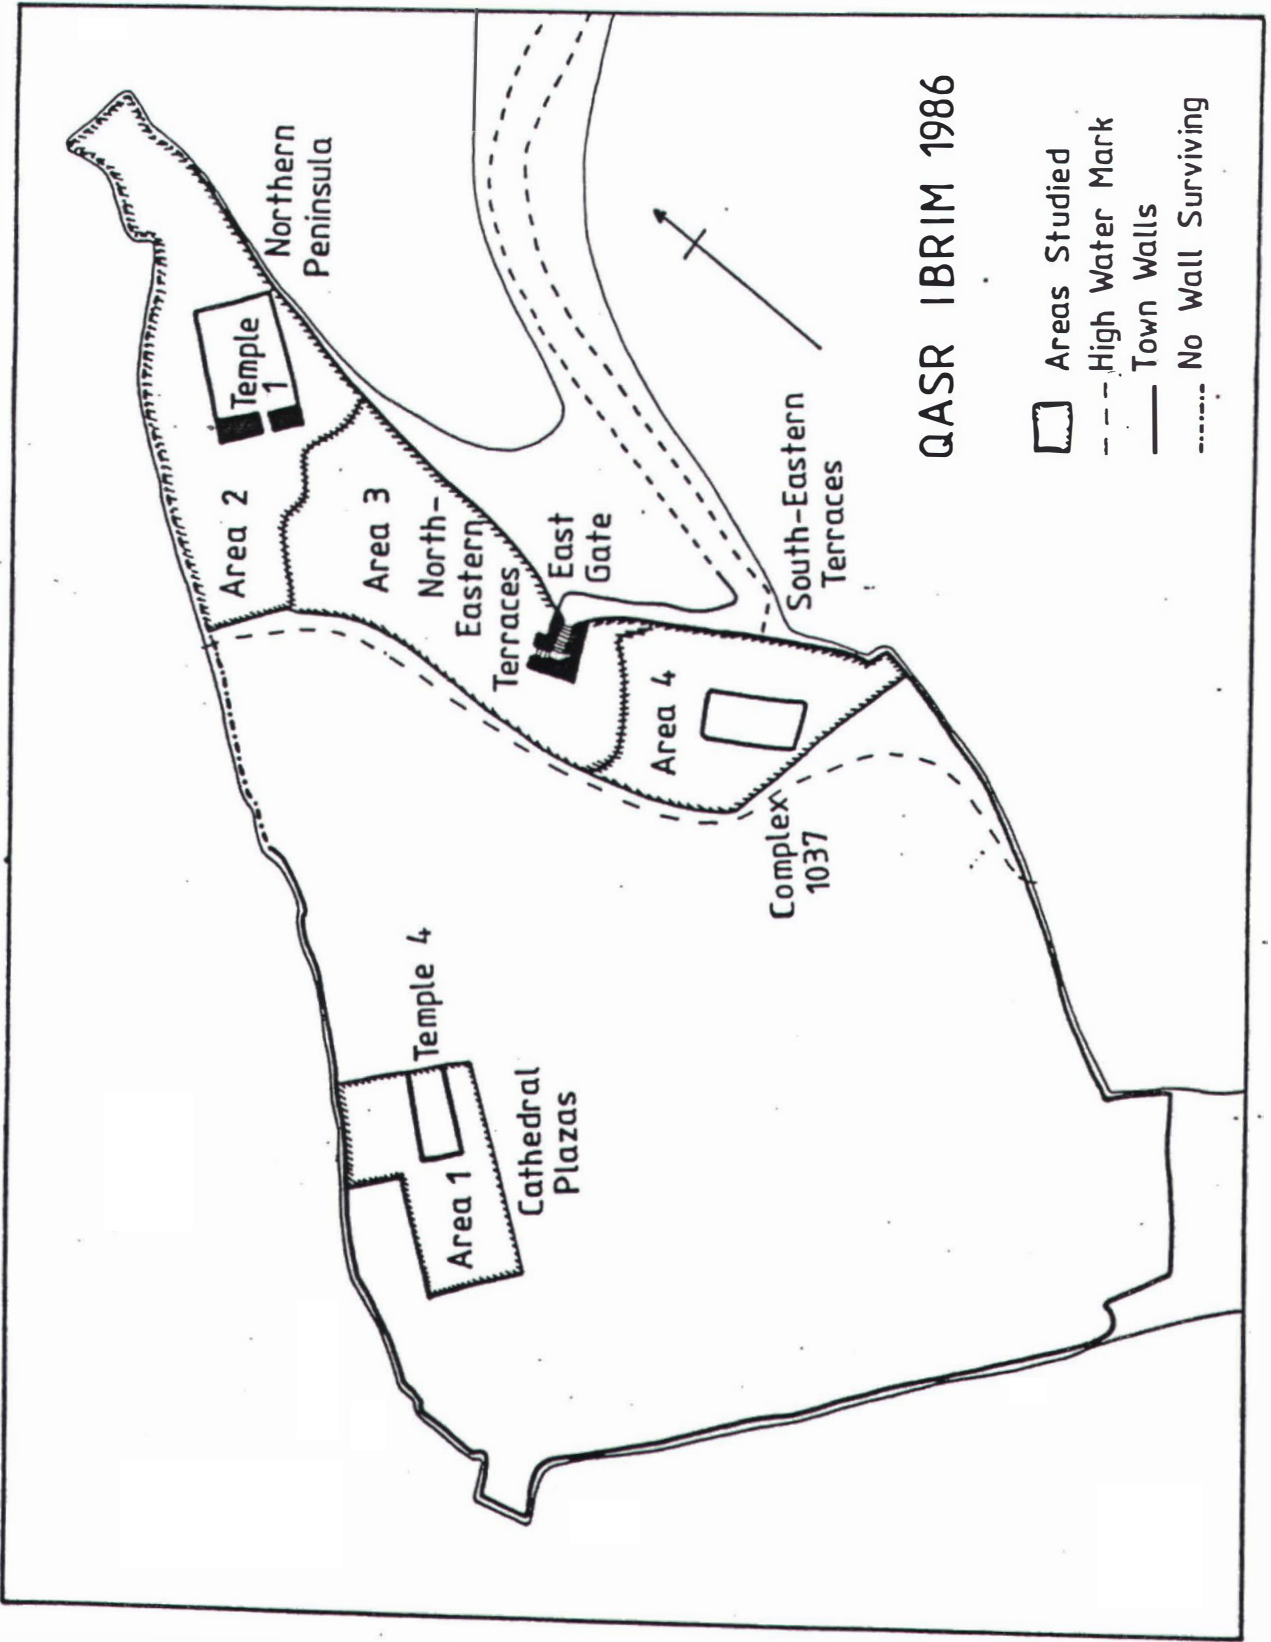 Northern
Peninsula
Temple
1
Area 2
Area 3
North-
Eastern
Terraces
East
Gate
South-Eastern
Terraces
Area 4
Complex
1037
Temple 4
Area 1
Cathedral
Plazas
QASR IBRIM 1986
Areas Studied
High Water Mark
Town Walls
No Wall Surviving